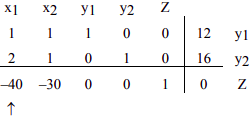 x1 x2 y1 y2 Z
1 1 1 0 0 12 y1
2 1 0 1 0 16 y2
–40 –30 0 0 1 0 Z
↑